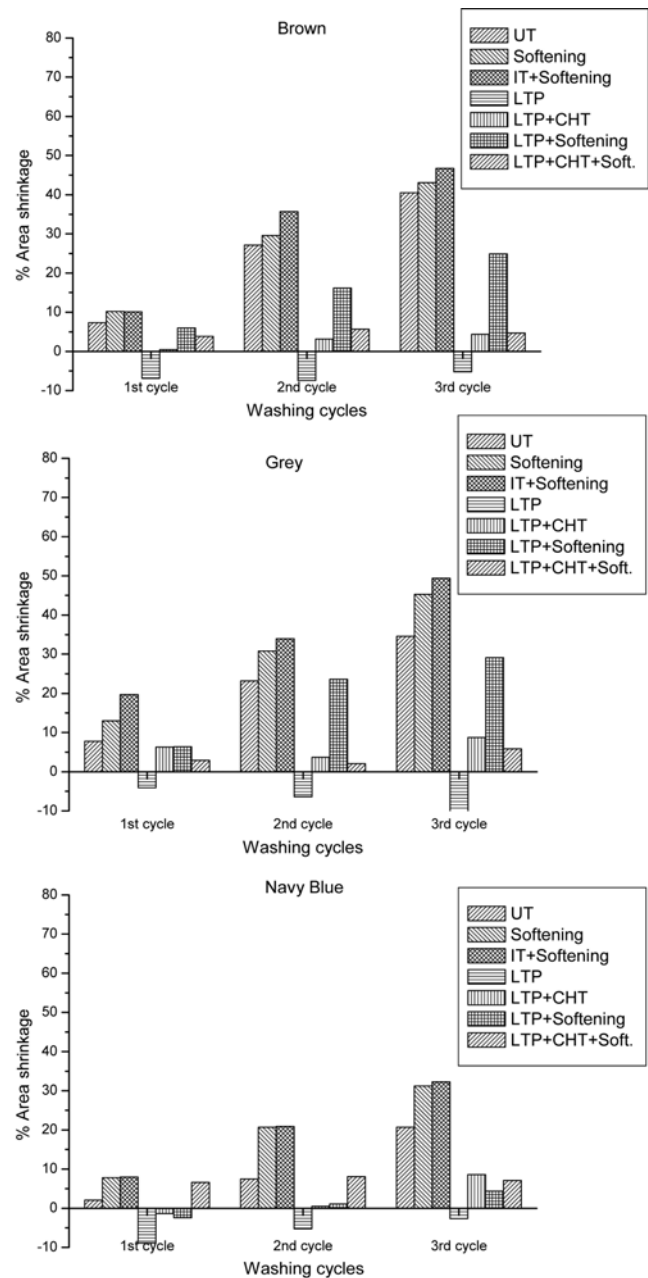 Brown
UT
Softening
IT+Softening
LTP
LTP+CHT
LTP+Softening
LTP+CHT+Soft.
80
70
60
50
40
30
20
10
0
-10
% Area shrinkage
1st cycle 2nd cycle 3rd cycle
Washing cycles
Grey
UT
Softening
IT+Softening
LTP
LTP+CHT
LTP+Softening
LTP+CHT+Soft.
80
70
60
50
40
30
20
10
0
-10
% Area shrinkage
1st cycle 2nd cycle 3rd cycle
Washing cycles
Navy Blue
UT
Softening
IT+Softening
LTP
LTP+CHT
LTP+Softening
LTP+CHT+Soft.
80
70
60
50
40
30
20
10
0
-10
% Area shrinkage
1st cycle 2nd cycle 3rd cycle
Washing cycles